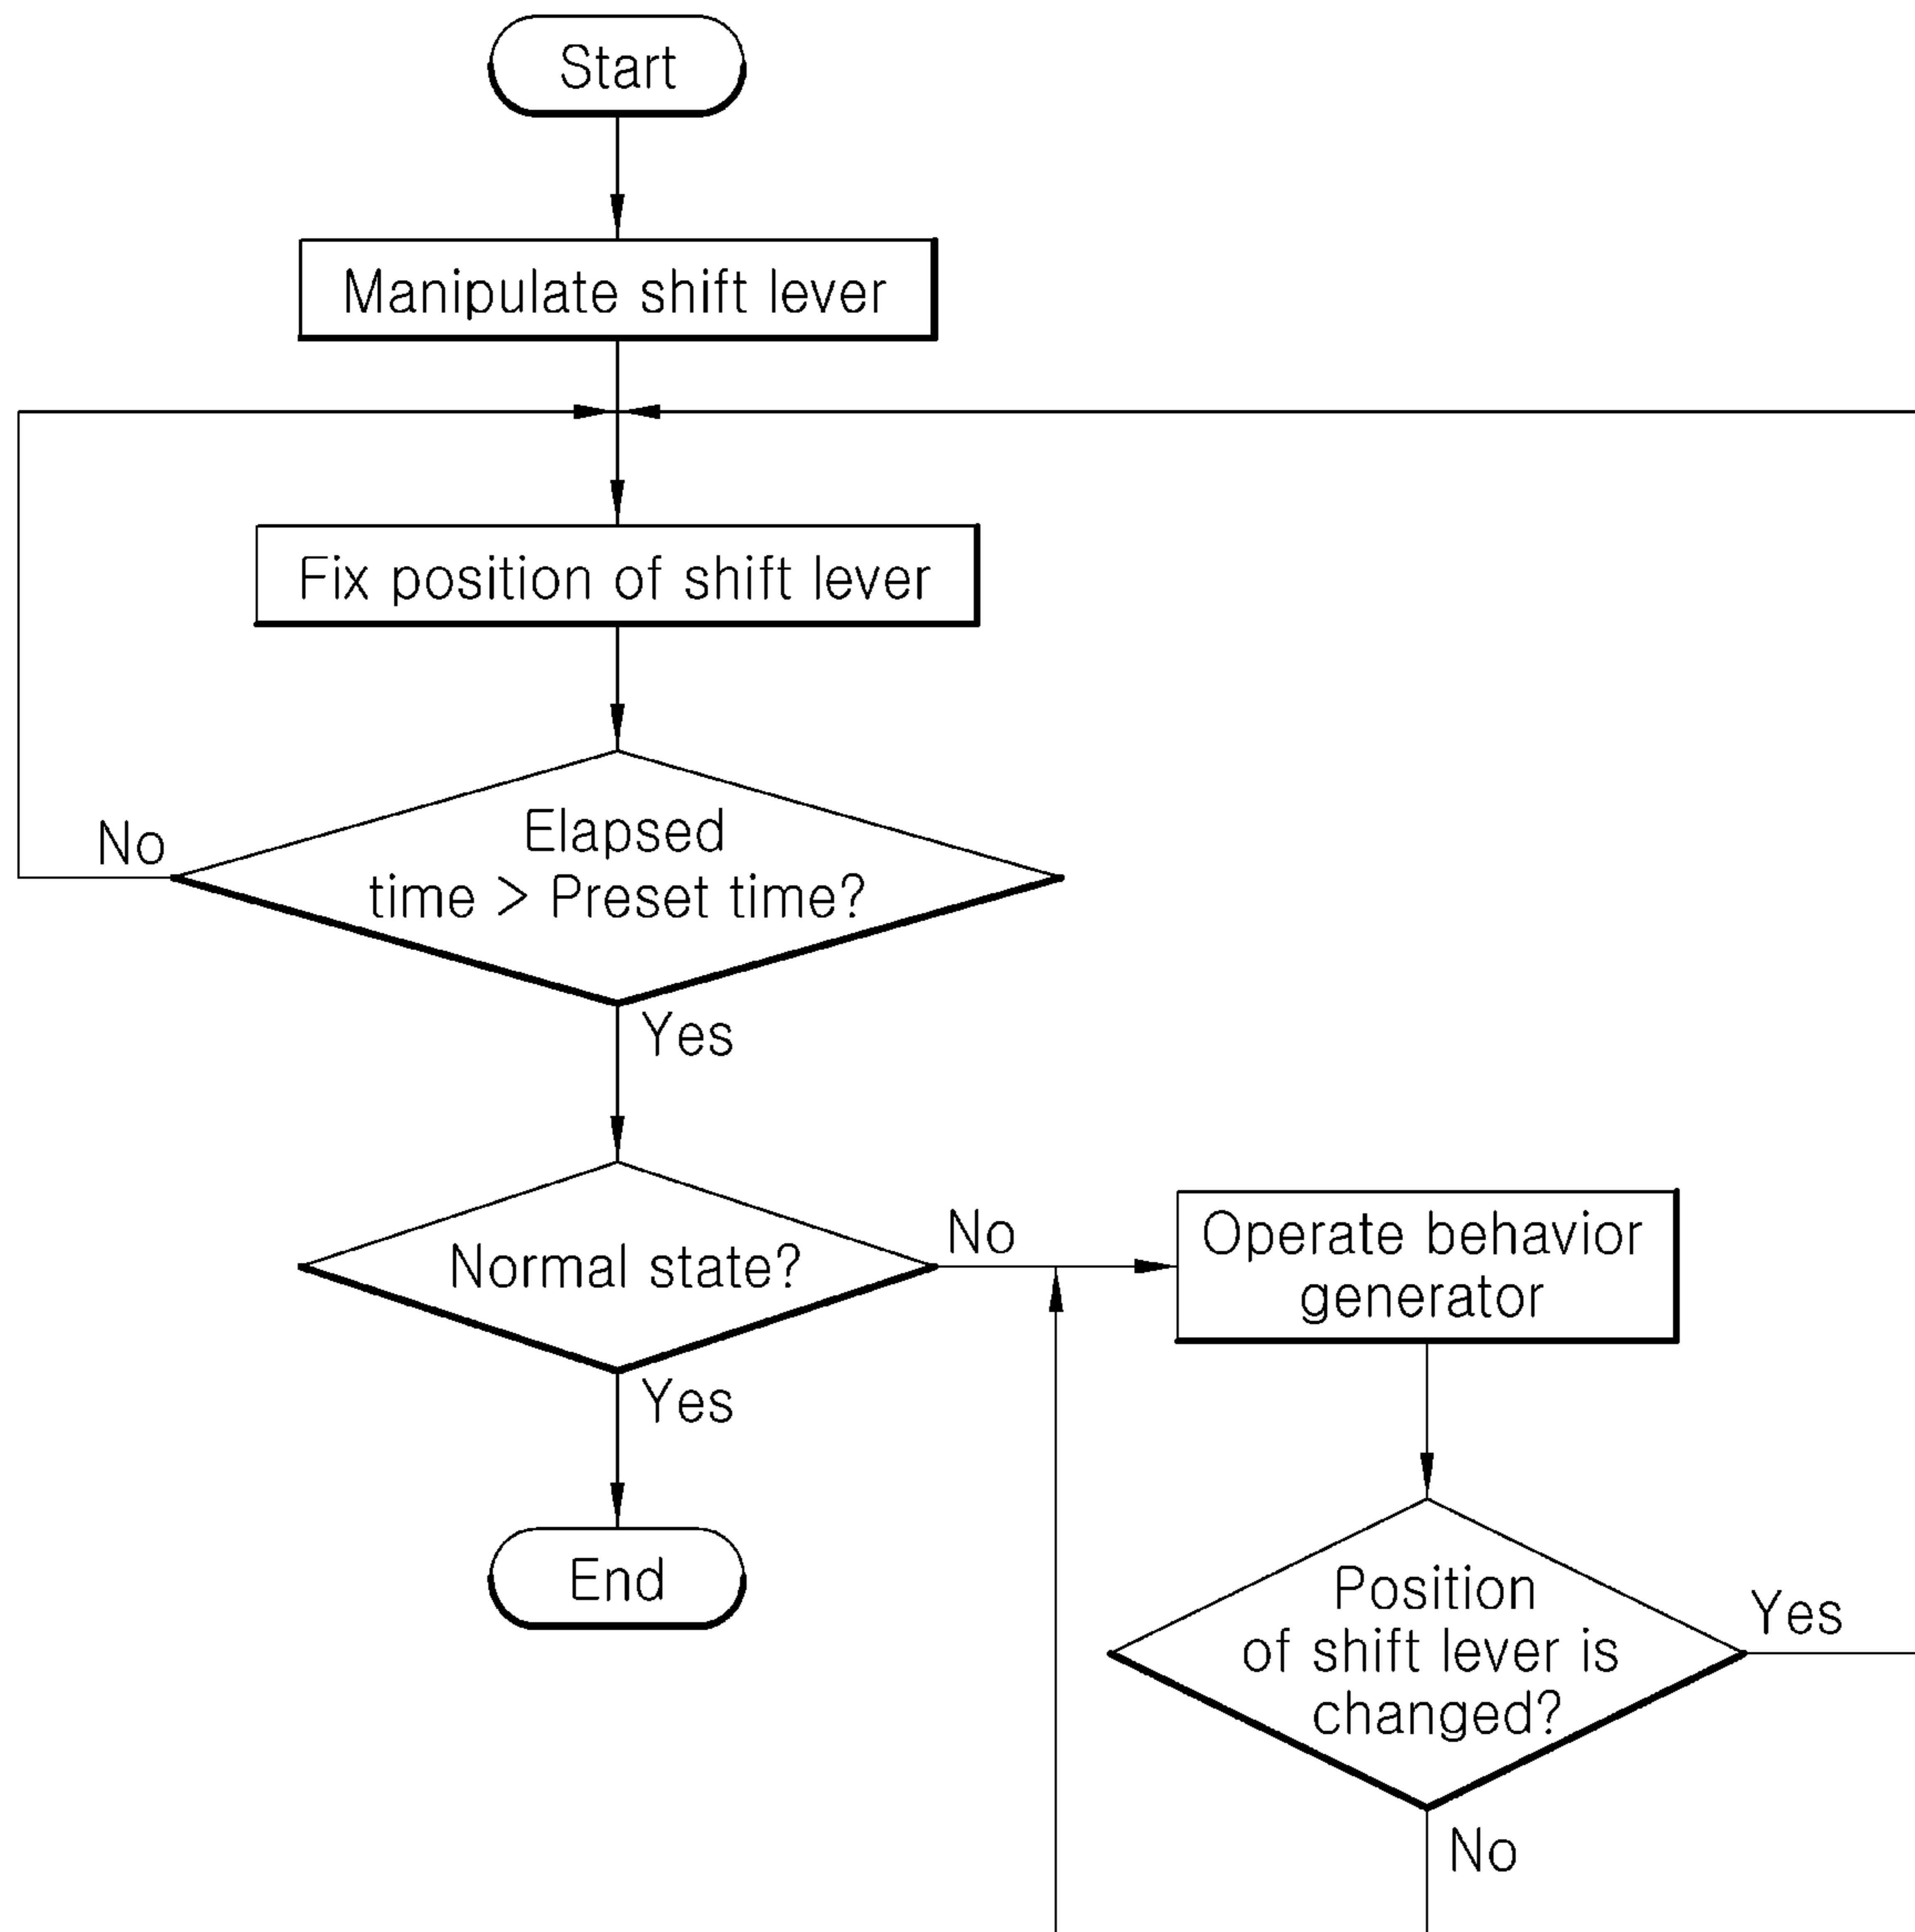 Start
Manipulate shift lever
Fix position of shift lever
No
Elapsed
time > Preset time?
Yes
Normal state?
No
Operate behavior
generator
Yes
End
Position
of shift lever is
changed?
Yes
No